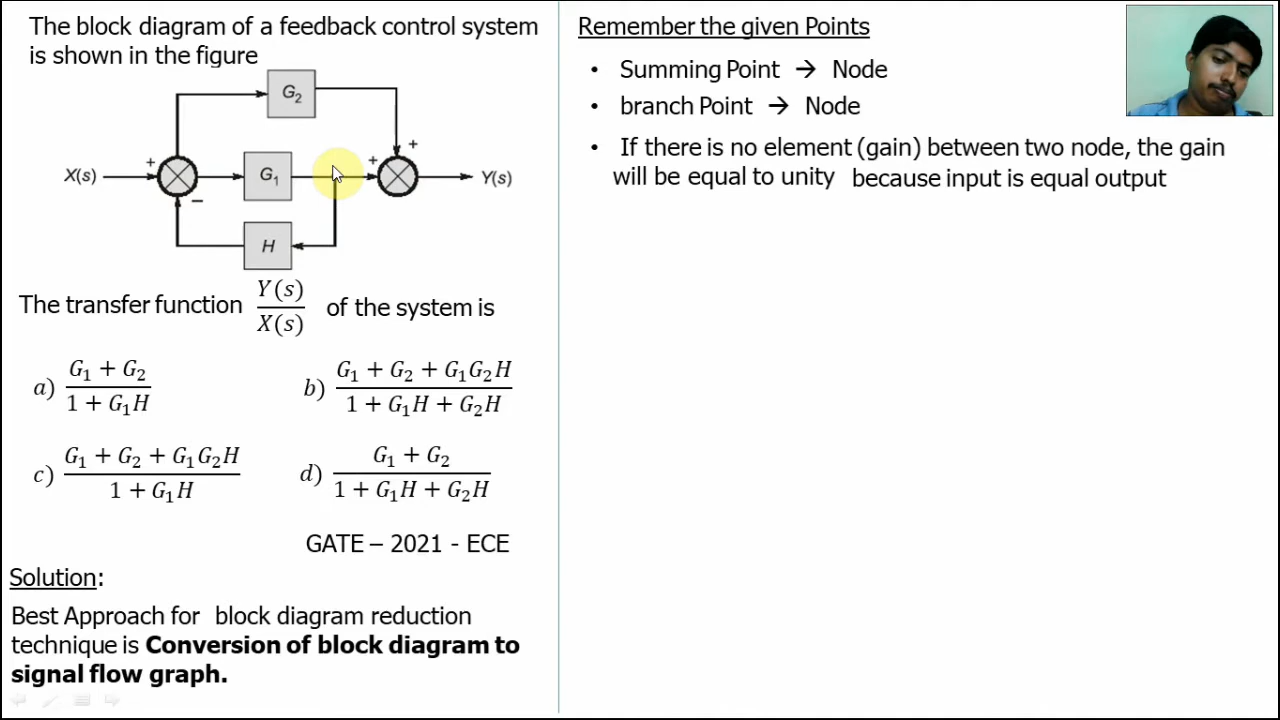 The block diagram of a feedback control system
is shown in the figure
G₂
+
+
+
X(s)
G₁
Y(s)
−
H
The transfer function Y(s)/X(s) of the system is
a) (G₁ + G₂)/(1 + G₁H)
b) (G₁ + G₂ + G₁G₂H)/(1 + G₁H + G₂H)
c) (G₁ + G₂ + G₁G₂H)/(1 + G₁H)
d) (G₁ + G₂)/(1 + G₁H + G₂H)
GATE – 2021 - ECE
Solution:
Best Approach for block diagram reduction
technique is Conversion of block diagram to
signal flow graph.
Remember the given Points
• Summing Point → Node
• branch Point → Node
• If there is no element (gain) between two node, the gain
will be equal to unity because input is equal output